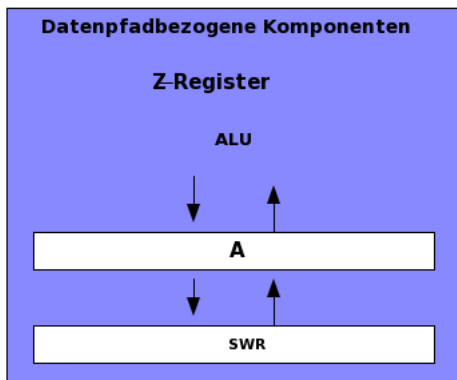 Datenpfadbezogene Komponenten
Z-Register
ALU
A
SWR